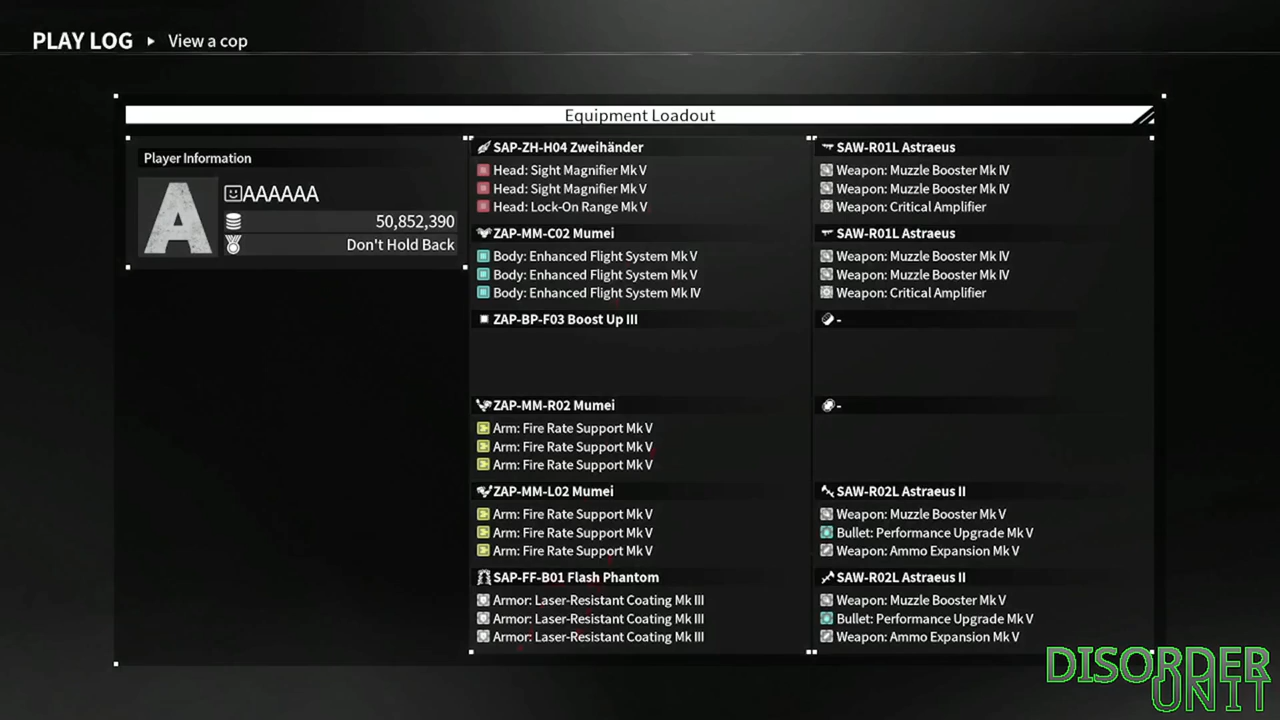 PLAY LOG ▸ View a cop
Equipment Loadout
Player Information
A
AAAAAA
50,852,390
Don't Hold Back
SAP-ZH-H04 Zweihänder
Head: Sight Magnifier Mk V
Head: Sight Magnifier Mk V
Head: Lock-On Range Mk V
ZAP-MM-C02 Mumei
Body: Enhanced Flight System Mk V
Body: Enhanced Flight System Mk V
Body: Enhanced Flight System Mk IV
ZAP-BP-F03 Boost Up III
ZAP-MM-R02 Mumei
Arm: Fire Rate Support Mk V
Arm: Fire Rate Support Mk V
Arm: Fire Rate Support Mk V
ZAP-MM-L02 Mumei
Arm: Fire Rate Support Mk V
Arm: Fire Rate Support Mk V
Arm: Fire Rate Support Mk V
SAP-FF-B01 Flash Phantom
Armor: Laser-Resistant Coating Mk III
Armor: Laser-Resistant Coating Mk III
Armor: Laser-Resistant Coating Mk III
SAW-R01L Astraeus
Weapon: Muzzle Booster Mk IV
Weapon: Muzzle Booster Mk IV
Weapon: Critical Amplifier
SAW-R01L Astraeus
Weapon: Muzzle Booster Mk IV
Weapon: Muzzle Booster Mk IV
Weapon: Critical Amplifier
-
-
SAW-R02L Astraeus II
Weapon: Muzzle Booster Mk V
Bullet: Performance Upgrade Mk V
Weapon: Ammo Expansion Mk V
SAW-R02L Astraeus II
Weapon: Muzzle Booster Mk V
Bullet: Performance Upgrade Mk V
Weapon: Ammo Expansion Mk V
DISORDER
UNIT